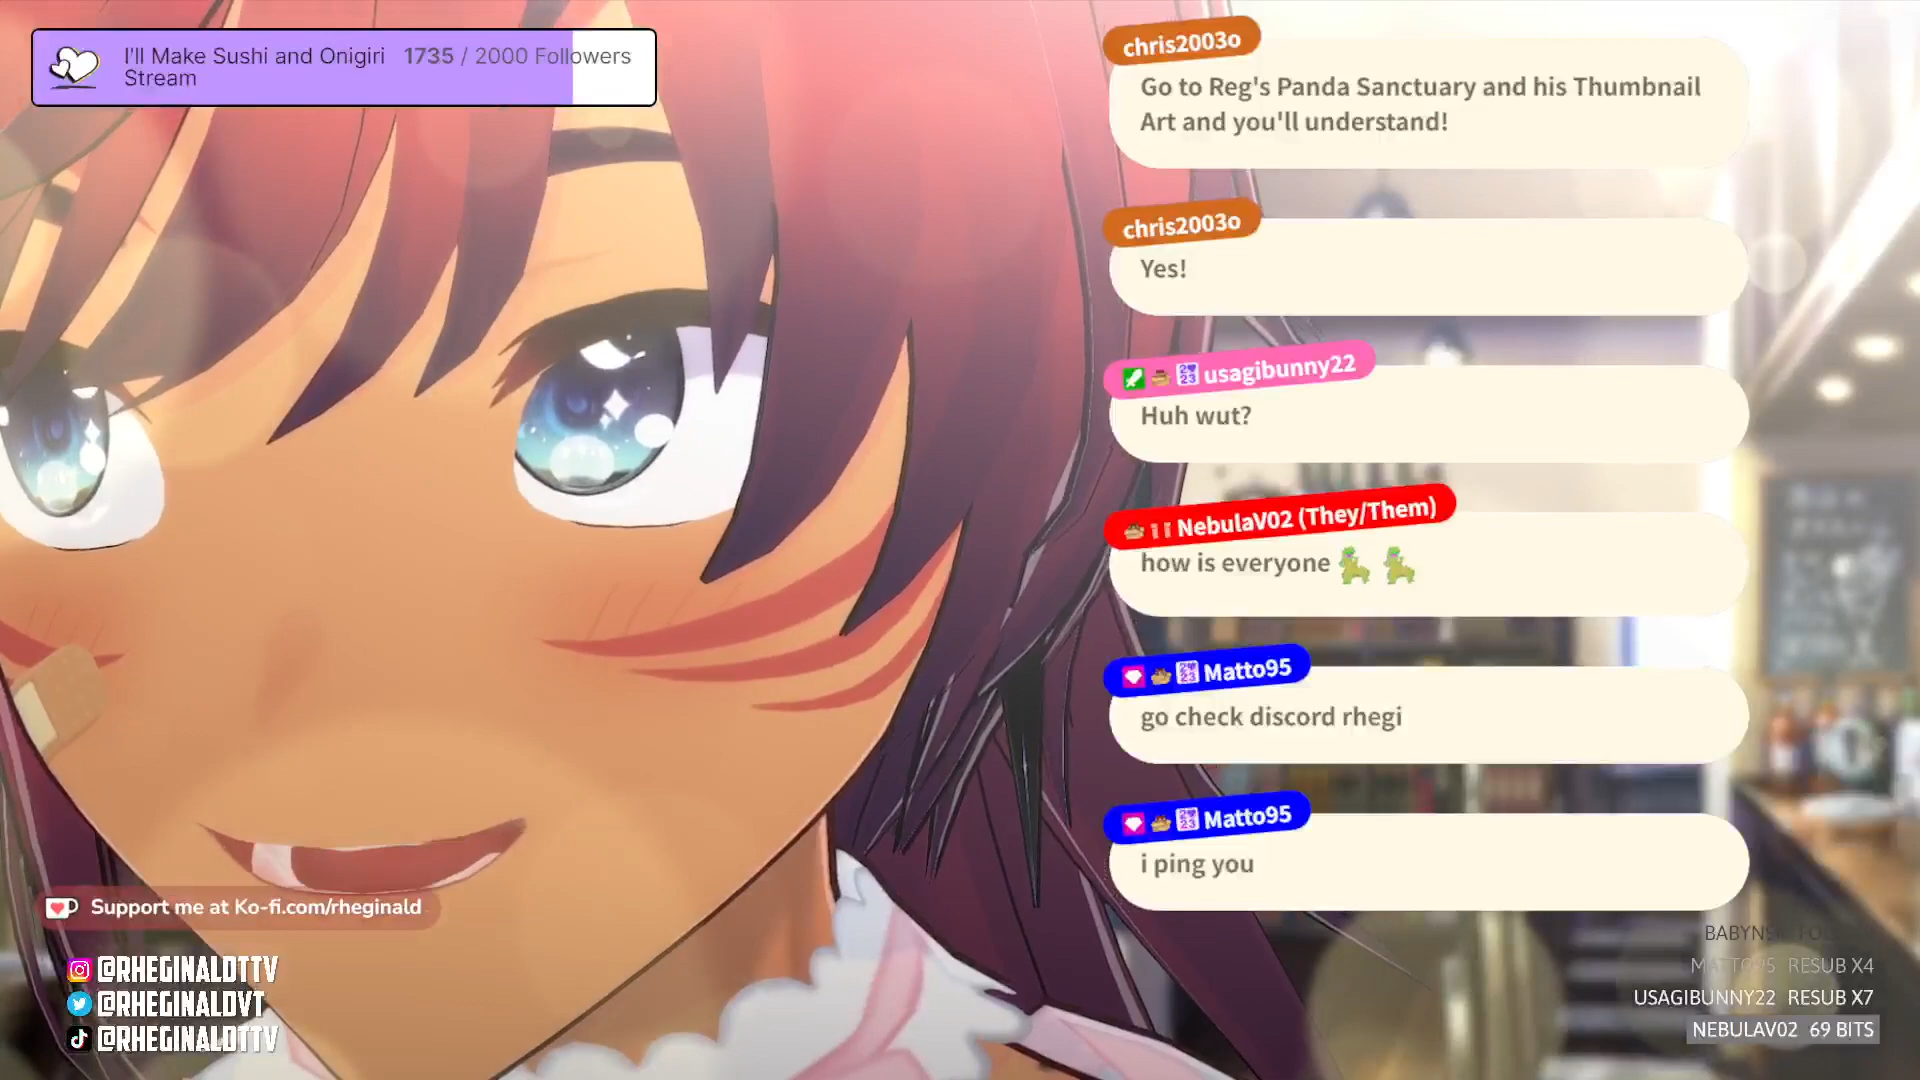 I'll Make Sushi and Onigiri 1735 / 2000 Followers
Stream
chris2003o
Go to Reg's Panda Sanctuary and his Thumbnail
Art and you'll understand!
chris2003o
Yes!
usagibunny22
Huh wut?
NebulaV02 (They/Them)
how is everyone
Matto95
go check discord rhegi
Matto95
i ping you
Support me at Ko-fi.com/rheginald
@RHEGINALDTTV
@RHEGINALDVT
@RHEGINALDTTV
MATTO95 RESUB X4
USAGIBUNNY22 RESUB X7
NEBULAV02 69 BITS